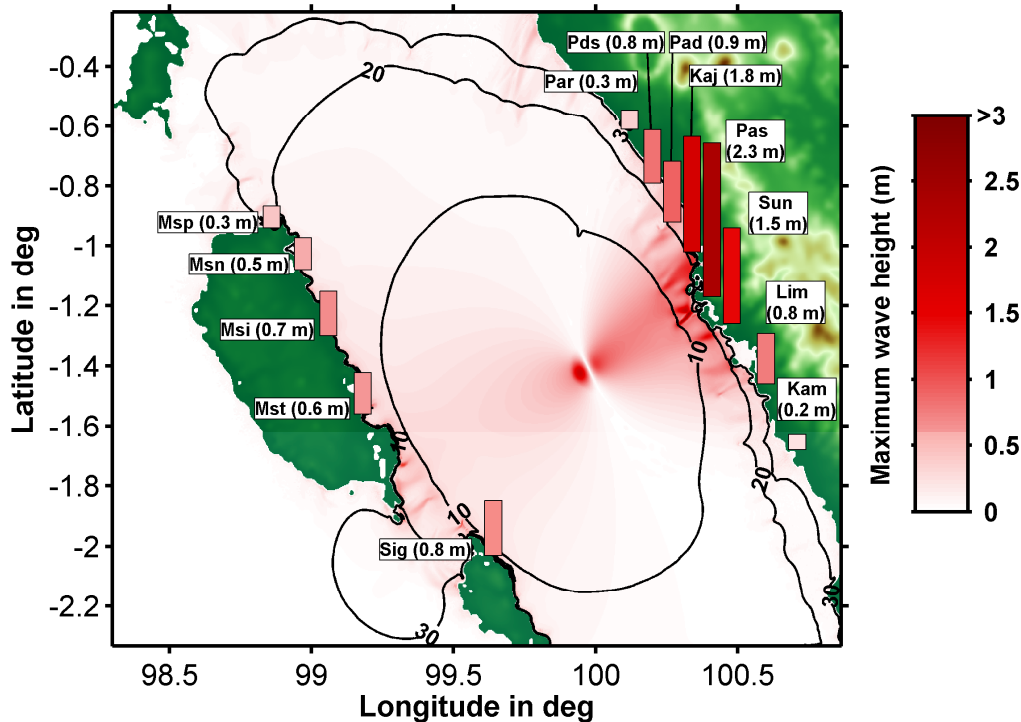 Pds (0.8 m)
Pad (0.9 m)
Par (0.3 m)
Kaj (1.8 m)
Pas
(2.3 m)
Sun
(1.5 m)
Lim
(0.8 m)
Kam
(0.2 m)
Msp (0.3 m)
Msn (0.5 m)
Msi (0.7 m)
Mst (0.6 m)
Sig (0.8 m)
20
10
10
10
20
30
30
-0.4
-0.6
-0.8
-1
-1.2
-1.4
-1.6
-1.8
-2
-2.2
Latitude in deg
98.5
99
99.5
100
100.5
Longitude in deg
>3
2.5
2
1.5
1
0.5
0
Maximum wave height (m)